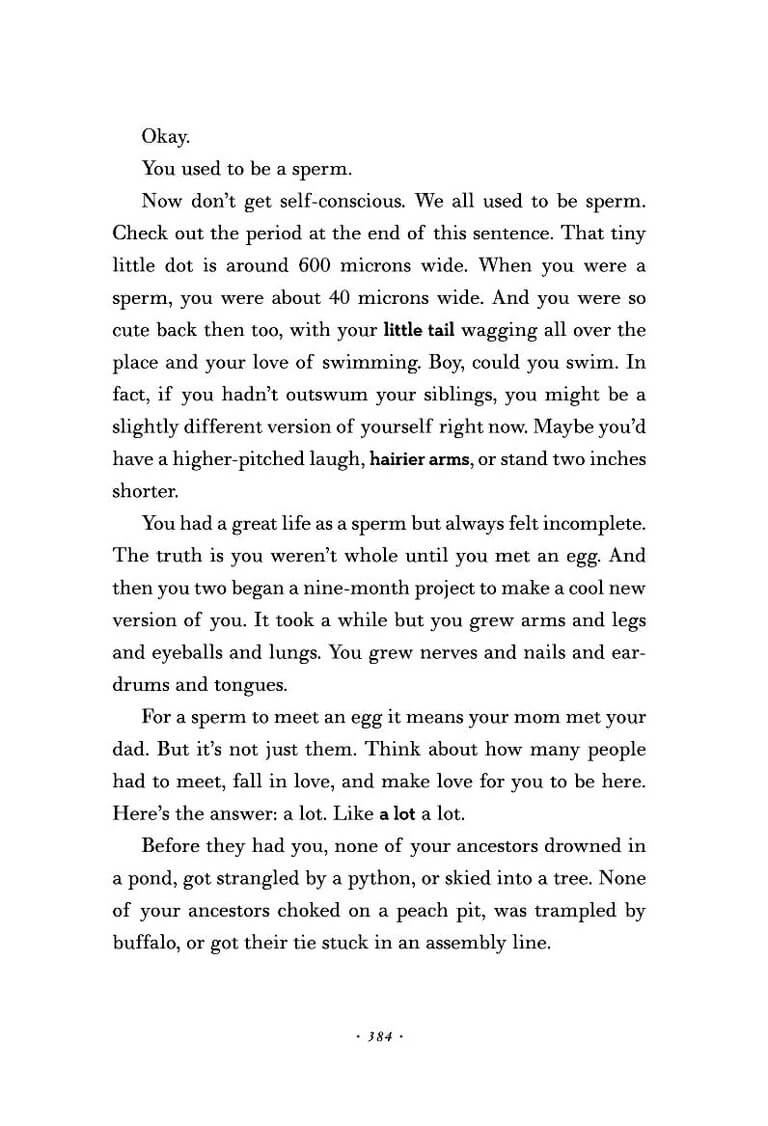 Okay.
You used to be a sperm.
Now don’t get self-conscious. We all used to be sperm.
Check out the period at the end of this sentence. That tiny
little dot is around 600 microns wide. When you were a
sperm, you were about 40 microns wide. And you were so
cute back then too, with your little tail wagging all over the
place and your love of swimming. Boy, could you swim. In
fact, if you hadn’t outswum your siblings, you might be a
slightly different version of yourself right now. Maybe you’d
have a higher-pitched laugh, hairier arms, or stand two inches
shorter.
You had a great life as a sperm but always felt incomplete.
The truth is you weren’t whole until you met an egg. And
then you two began a nine-month project to make a cool new
version of you. It took a while but you grew arms and legs
and eyeballs and lungs. You grew nerves and nails and ear-
drums and tongues.
For a sperm to meet an egg it means your mom met your
dad. But it’s not just them. Think about how many people
had to meet, fall in love, and make love for you to be here.
Here’s the answer: a lot. Like a lot a lot.
Before they had you, none of your ancestors drowned in
a pond, got strangled by a python, or skied into a tree. None
of your ancestors choked on a peach pit, was trampled by
buffalo, or got their tie stuck in an assembly line.
· 384 ·